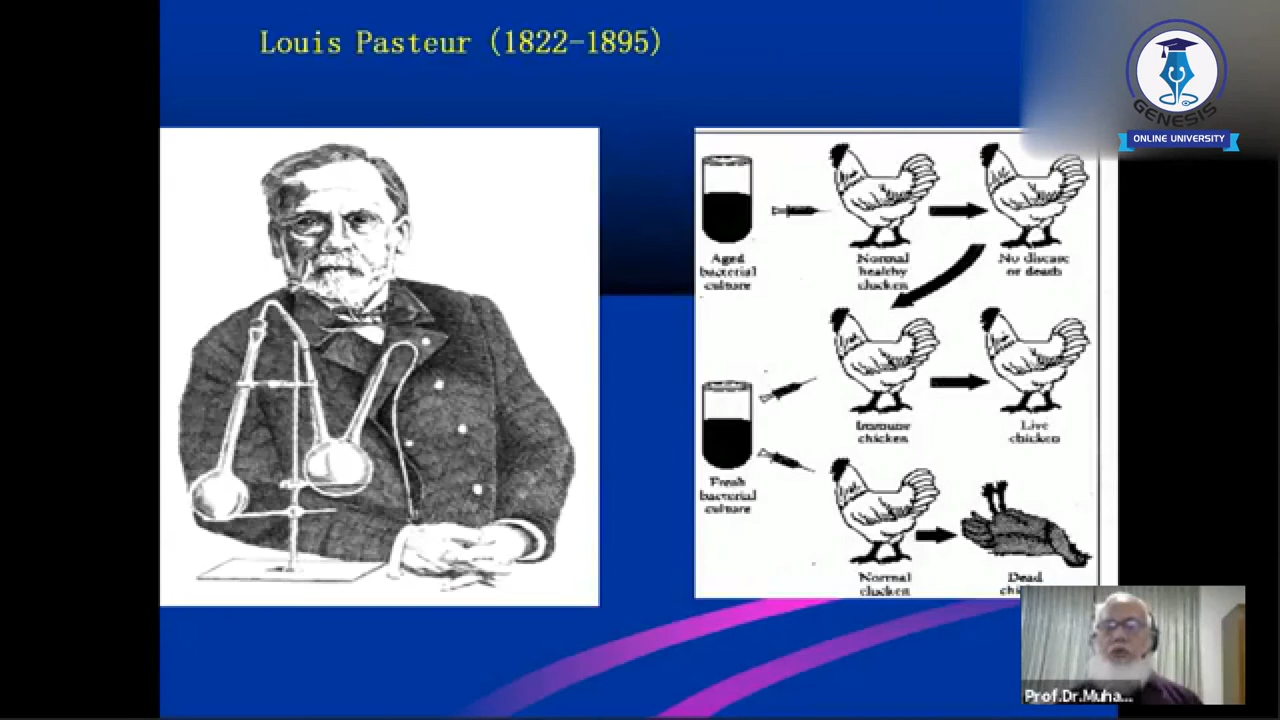 Louis Pasteur (1822-1895)
GENESIS
ONLINE UNIVERSITY
Aged
bacterial
culture
Normal
healthy
chicken
No disease
or death
Immune
chicken
Live
chicken
Fresh
bacterial
culture
Normal
chicken
Dead
Prof.Dr.Muha...